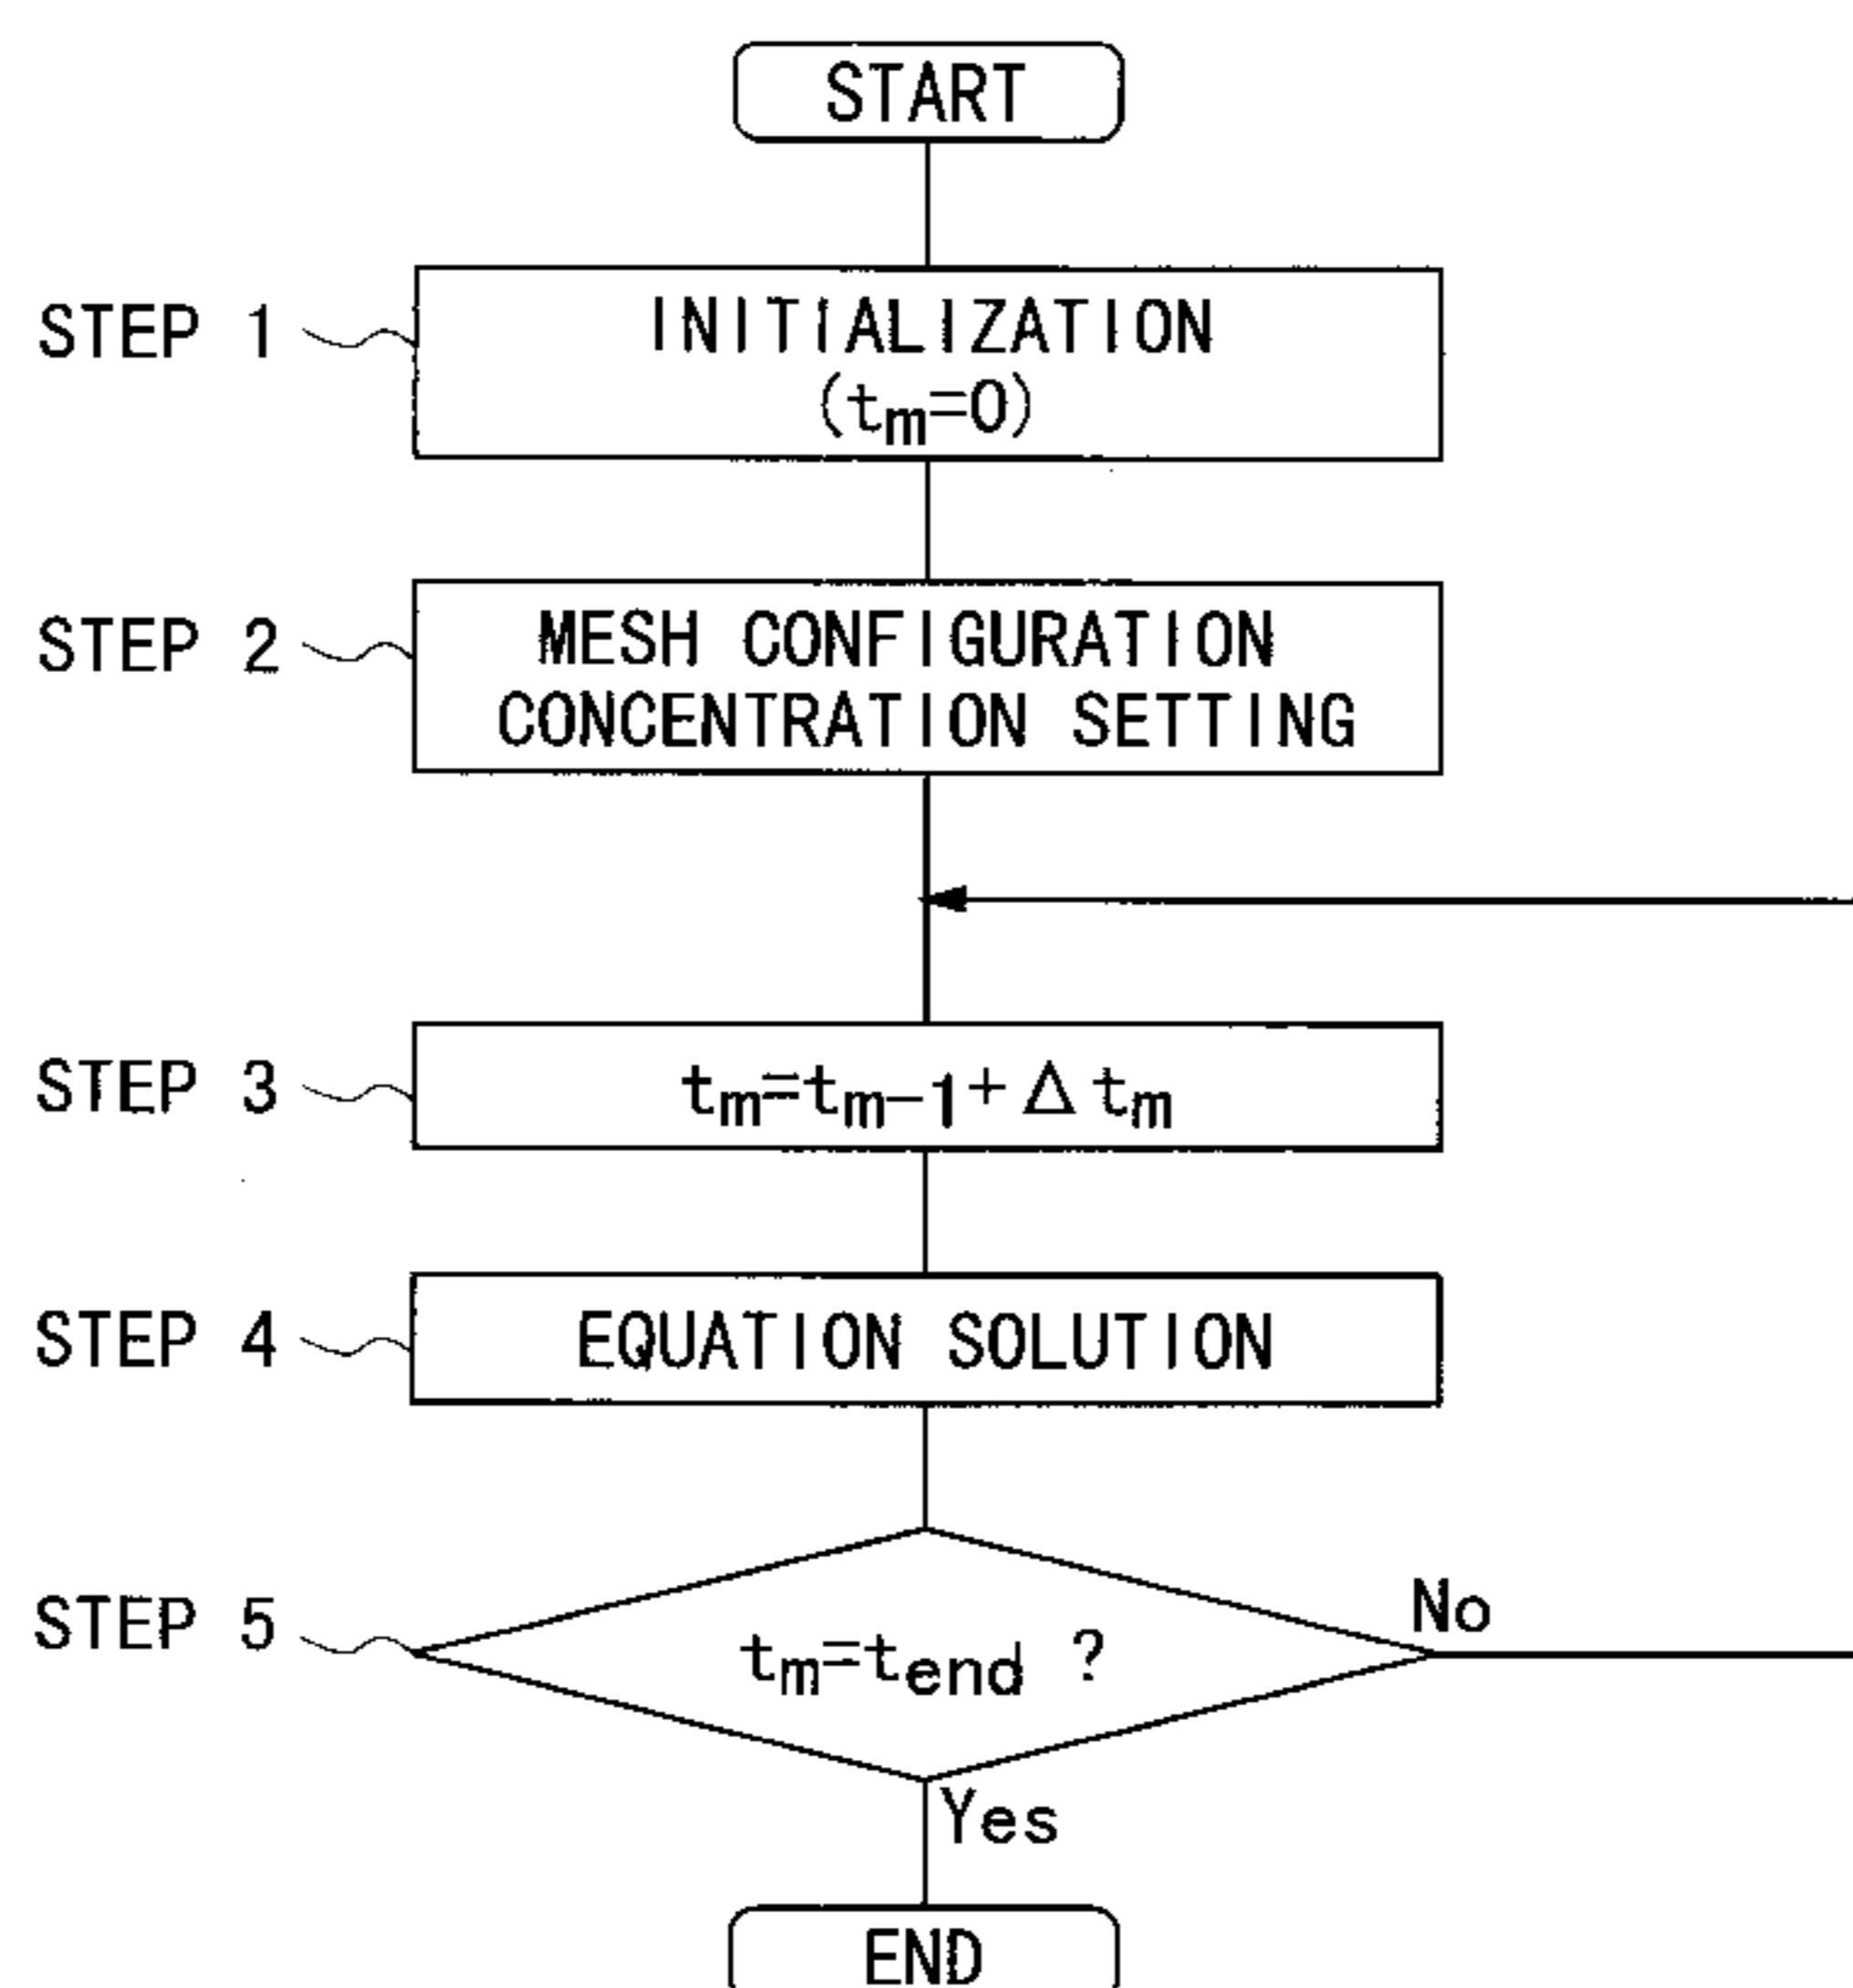 START
STEP 1
INITIALIZATION
(tm=0)
STEP 2
MESH CONFIGURATION
CONCENTRATION SETTING
STEP 3
tm=tm-1+Δtm
STEP 4
EQUATION SOLUTION
STEP 5
tm=tend ?
No
Yes
END